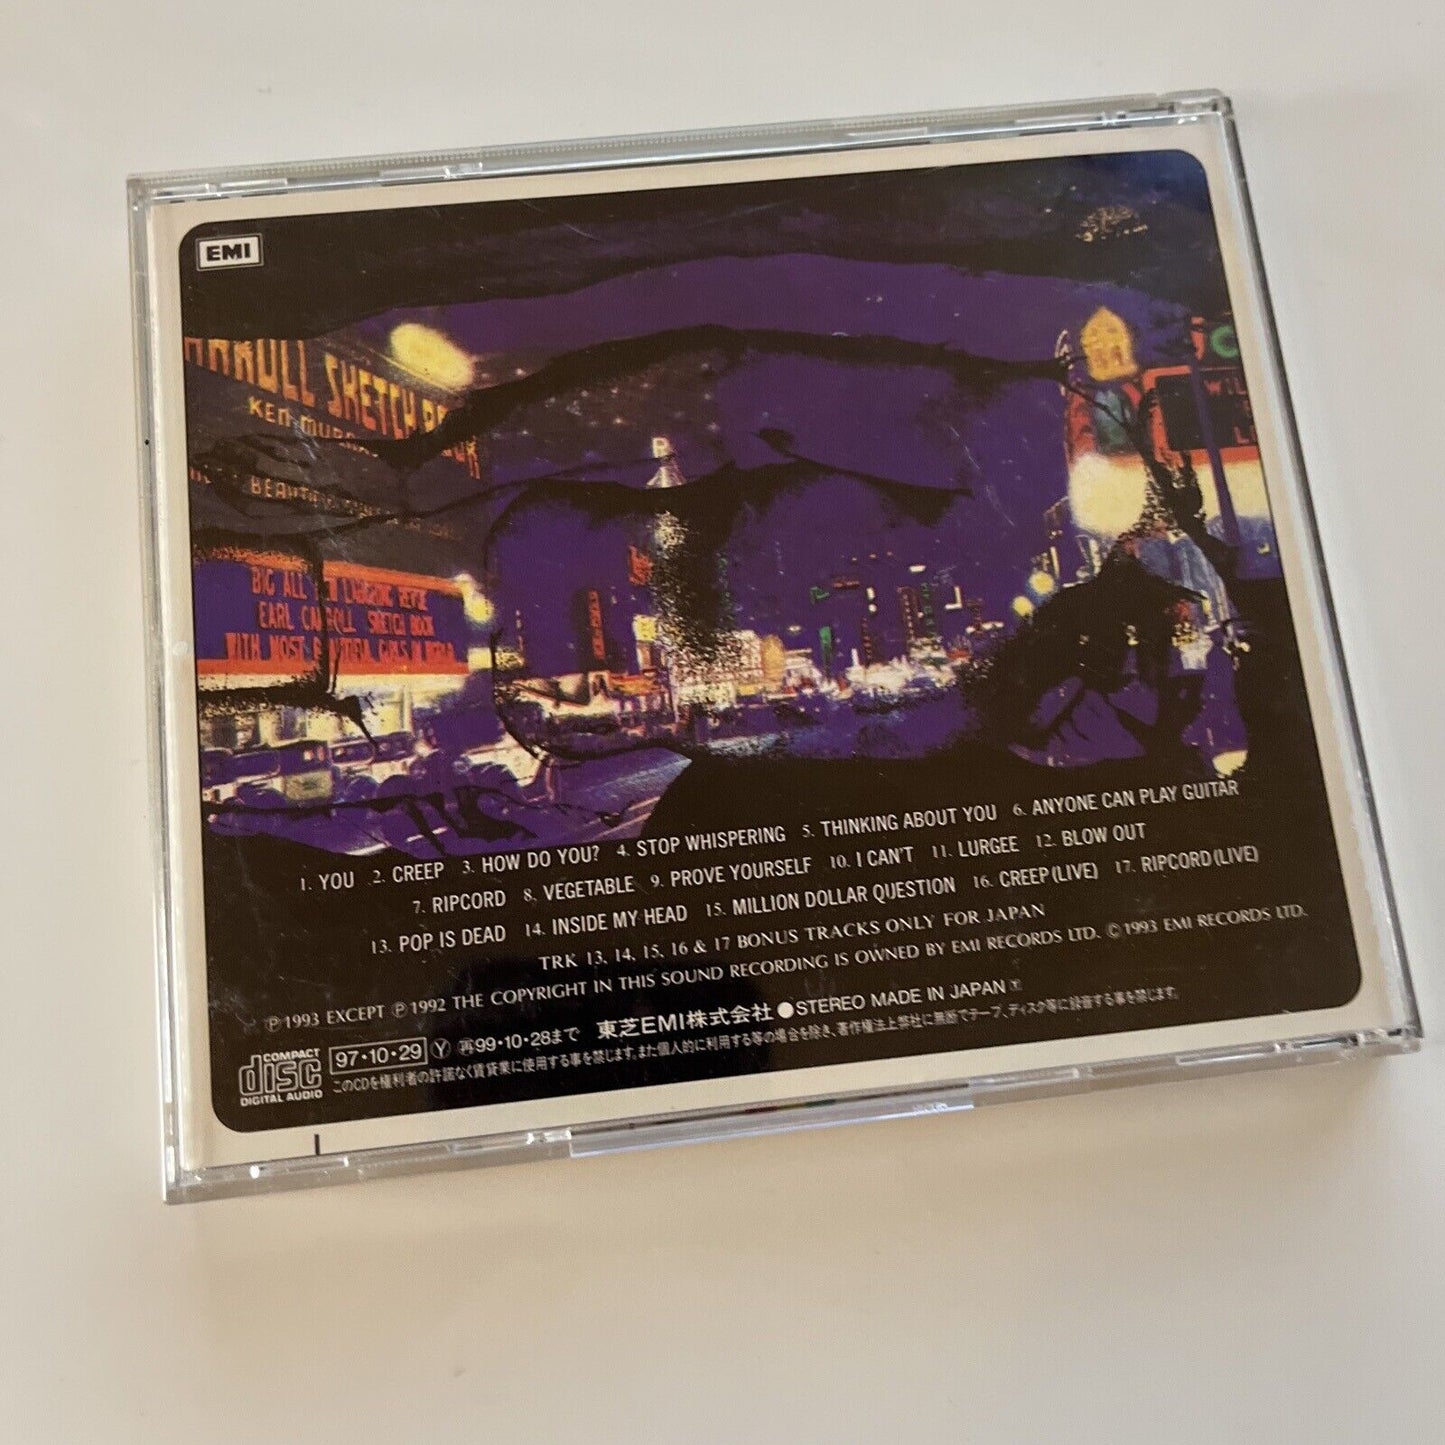 EMI
SKETCH
KEN
BIG ALL
EARL SKETCH BOOK
WITH MOST
1. YOU 2. CREEP 3. HOW DO YOU? 4. STOP WHISPERING 5. THINKING ABOUT YOU 6. ANYONE CAN PLAY GUITAR
7. RIPCORD 8. VEGETABLE 9. PROVE YOURSELF 10. I CAN'T 11. LURGEE 12. BLOW OUT
13. POP IS DEAD 14. INSIDE MY HEAD 15. MILLION DOLLAR QUESTION 16. CREEP(LIVE) 17. RIPCORD(LIVE)
TRK 13, 14, 15, 16 & 17 BONUS TRACKS ONLY FOR JAPAN
℗1993 EXCEPT ℗1992 THE COPYRIGHT IN THIS SOUND RECORDING IS OWNED BY EMI RECORDS LTD. ©1993 EMI RECORDS LTD.
COMPACT disc DIGITAL AUDIO
97・10・29 Ⓨ 再99・10・28まで 東芝EMI株式会社 ●STEREO MADE IN JAPAN
このCDを権利者の許諾なく賃貸業に使用する事を禁じます。また個人的に利用する等の場合を除き、著作権法上弊社に無断でテープ、ディスク等に録音する事を禁じます。